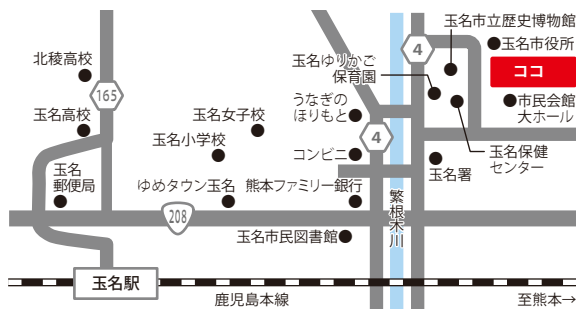 玉名市立歴史博物館
4
玉名市役所
北稜高校
玉名ゆりかご
保育園
ココ
165
うなぎの
ほりもと
市民会館
大ホール
玉名高校
玉名女子校
4
玉名小学校
コンビニ
玉名保健
センター
玉名署
玉名
郵便局
ゆめタウン玉名
熊本ファミリー銀行
208
繁根木川
玉名市民図書館
玉名駅
鹿児島本線
至熊本→